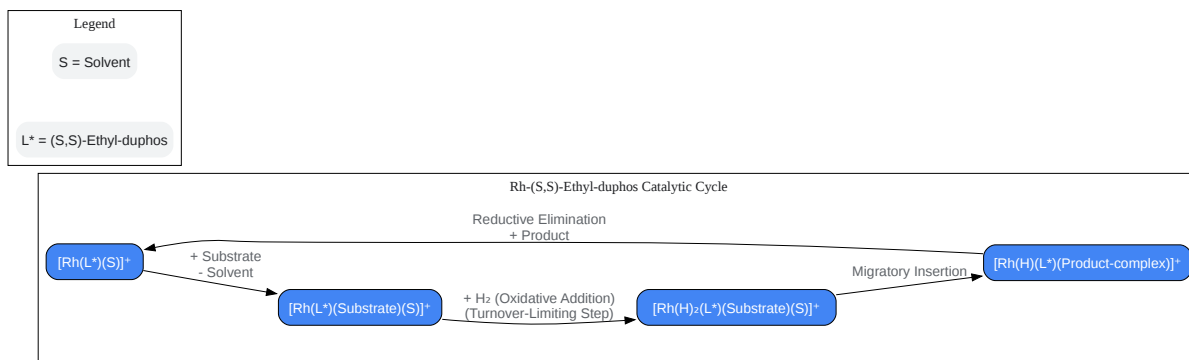 Legend
S = Solvent
L* = (S,S)-Ethyl-duphos
Rh-(S,S)-Ethyl-duphos Catalytic Cycle
Reductive Elimination
+ Product
[Rh(L*)(S)]⁺
+ Substrate
- Solvent
[Rh(L*)(Substrate)(S)]⁺
+ H₂ (Oxidative Addition)
(Turnover-Limiting Step)
[Rh(H)₂(L*)(Substrate)(S)]⁺
Migratory Insertion
[Rh(H)(L*)(Product-complex)]⁺